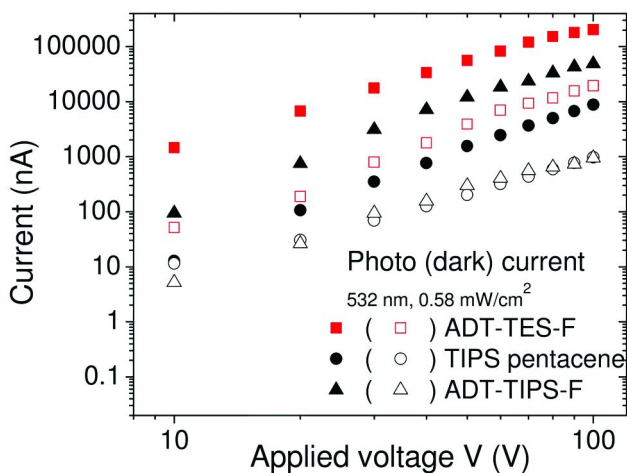 100000
10000
1000
100
10
1
0.1
Current (nA)
Photo (dark) current
532 nm, 0.58 mW/cm²
( ) ADT-TES-F
( ) TIPS pentacene
( ) ADT-TIPS-F
10 100
Applied voltage V (V)